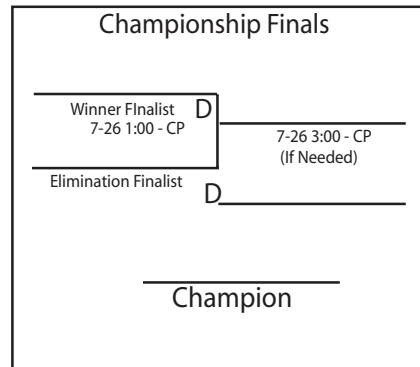 Championship Finals
D
Winner FInalist
7-26 1:00 - CP
7-26 3:00 - CP
(If Needed)
Elimination Finalist
D
Champion